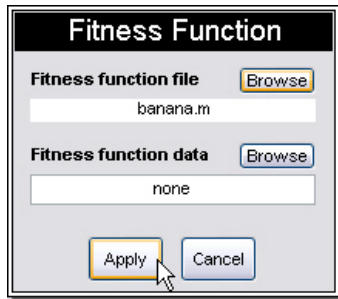 Fitness Function
Fitness function file Browse
banana.m
Fitness function data Browse
none
Apply Cancel